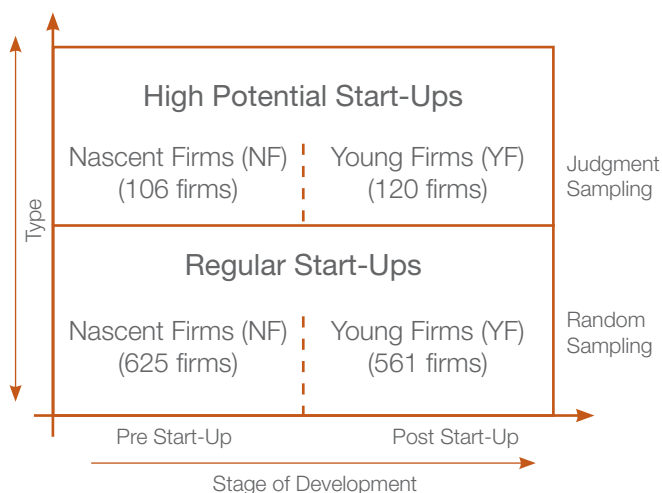 High Potential Start-Ups
Nascent Firms (NF)
(106 firms)
Young Firms (YF)
(120 firms)
Judgment
Sampling
Type
Regular Start-Ups
Nascent Firms (NF)
(625 firms)
Young Firms (YF)
(561 firms)
Random
Sampling
Pre Start-Up
Post Start-Up
Stage of Development